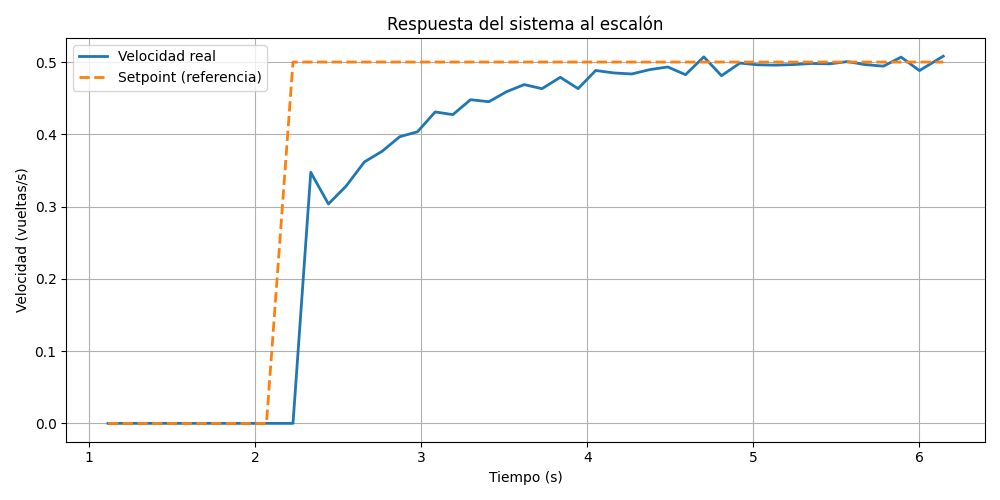 Respuesta del sistema al escalón
Velocidad real
Setpoint (referencia)
Velocidad (vueltas/s)
0.5
0.4
0.3
0.2
0.1
0.0
1 2 3 4 5 6
Tiempo (s)